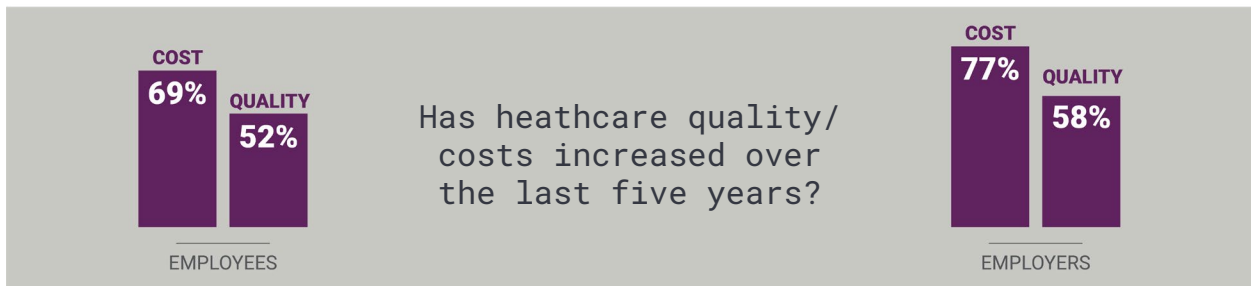 COST
69%
QUALITY
52%
EMPLOYEES
Has heathcare quality/
costs increased over
the last five years?
COST
77%
QUALITY
58%
EMPLOYERS